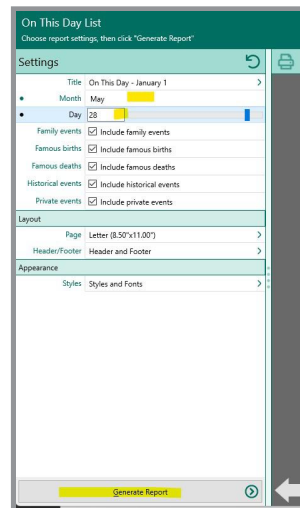 On This Day List
Choose report settings, then click "Generate Report"
Settings
Title On This Day - January 1
Month May
Day 28
Family events Include family events
Famous births Include famous births
Famous deaths Include famous deaths
Historical events Include historical events
Private events Include private events
Layout
Page Letter (8.50"x11.00")
Header/Footer Header and Footer
Appearance
Styles Styles and Fonts
Generate Report